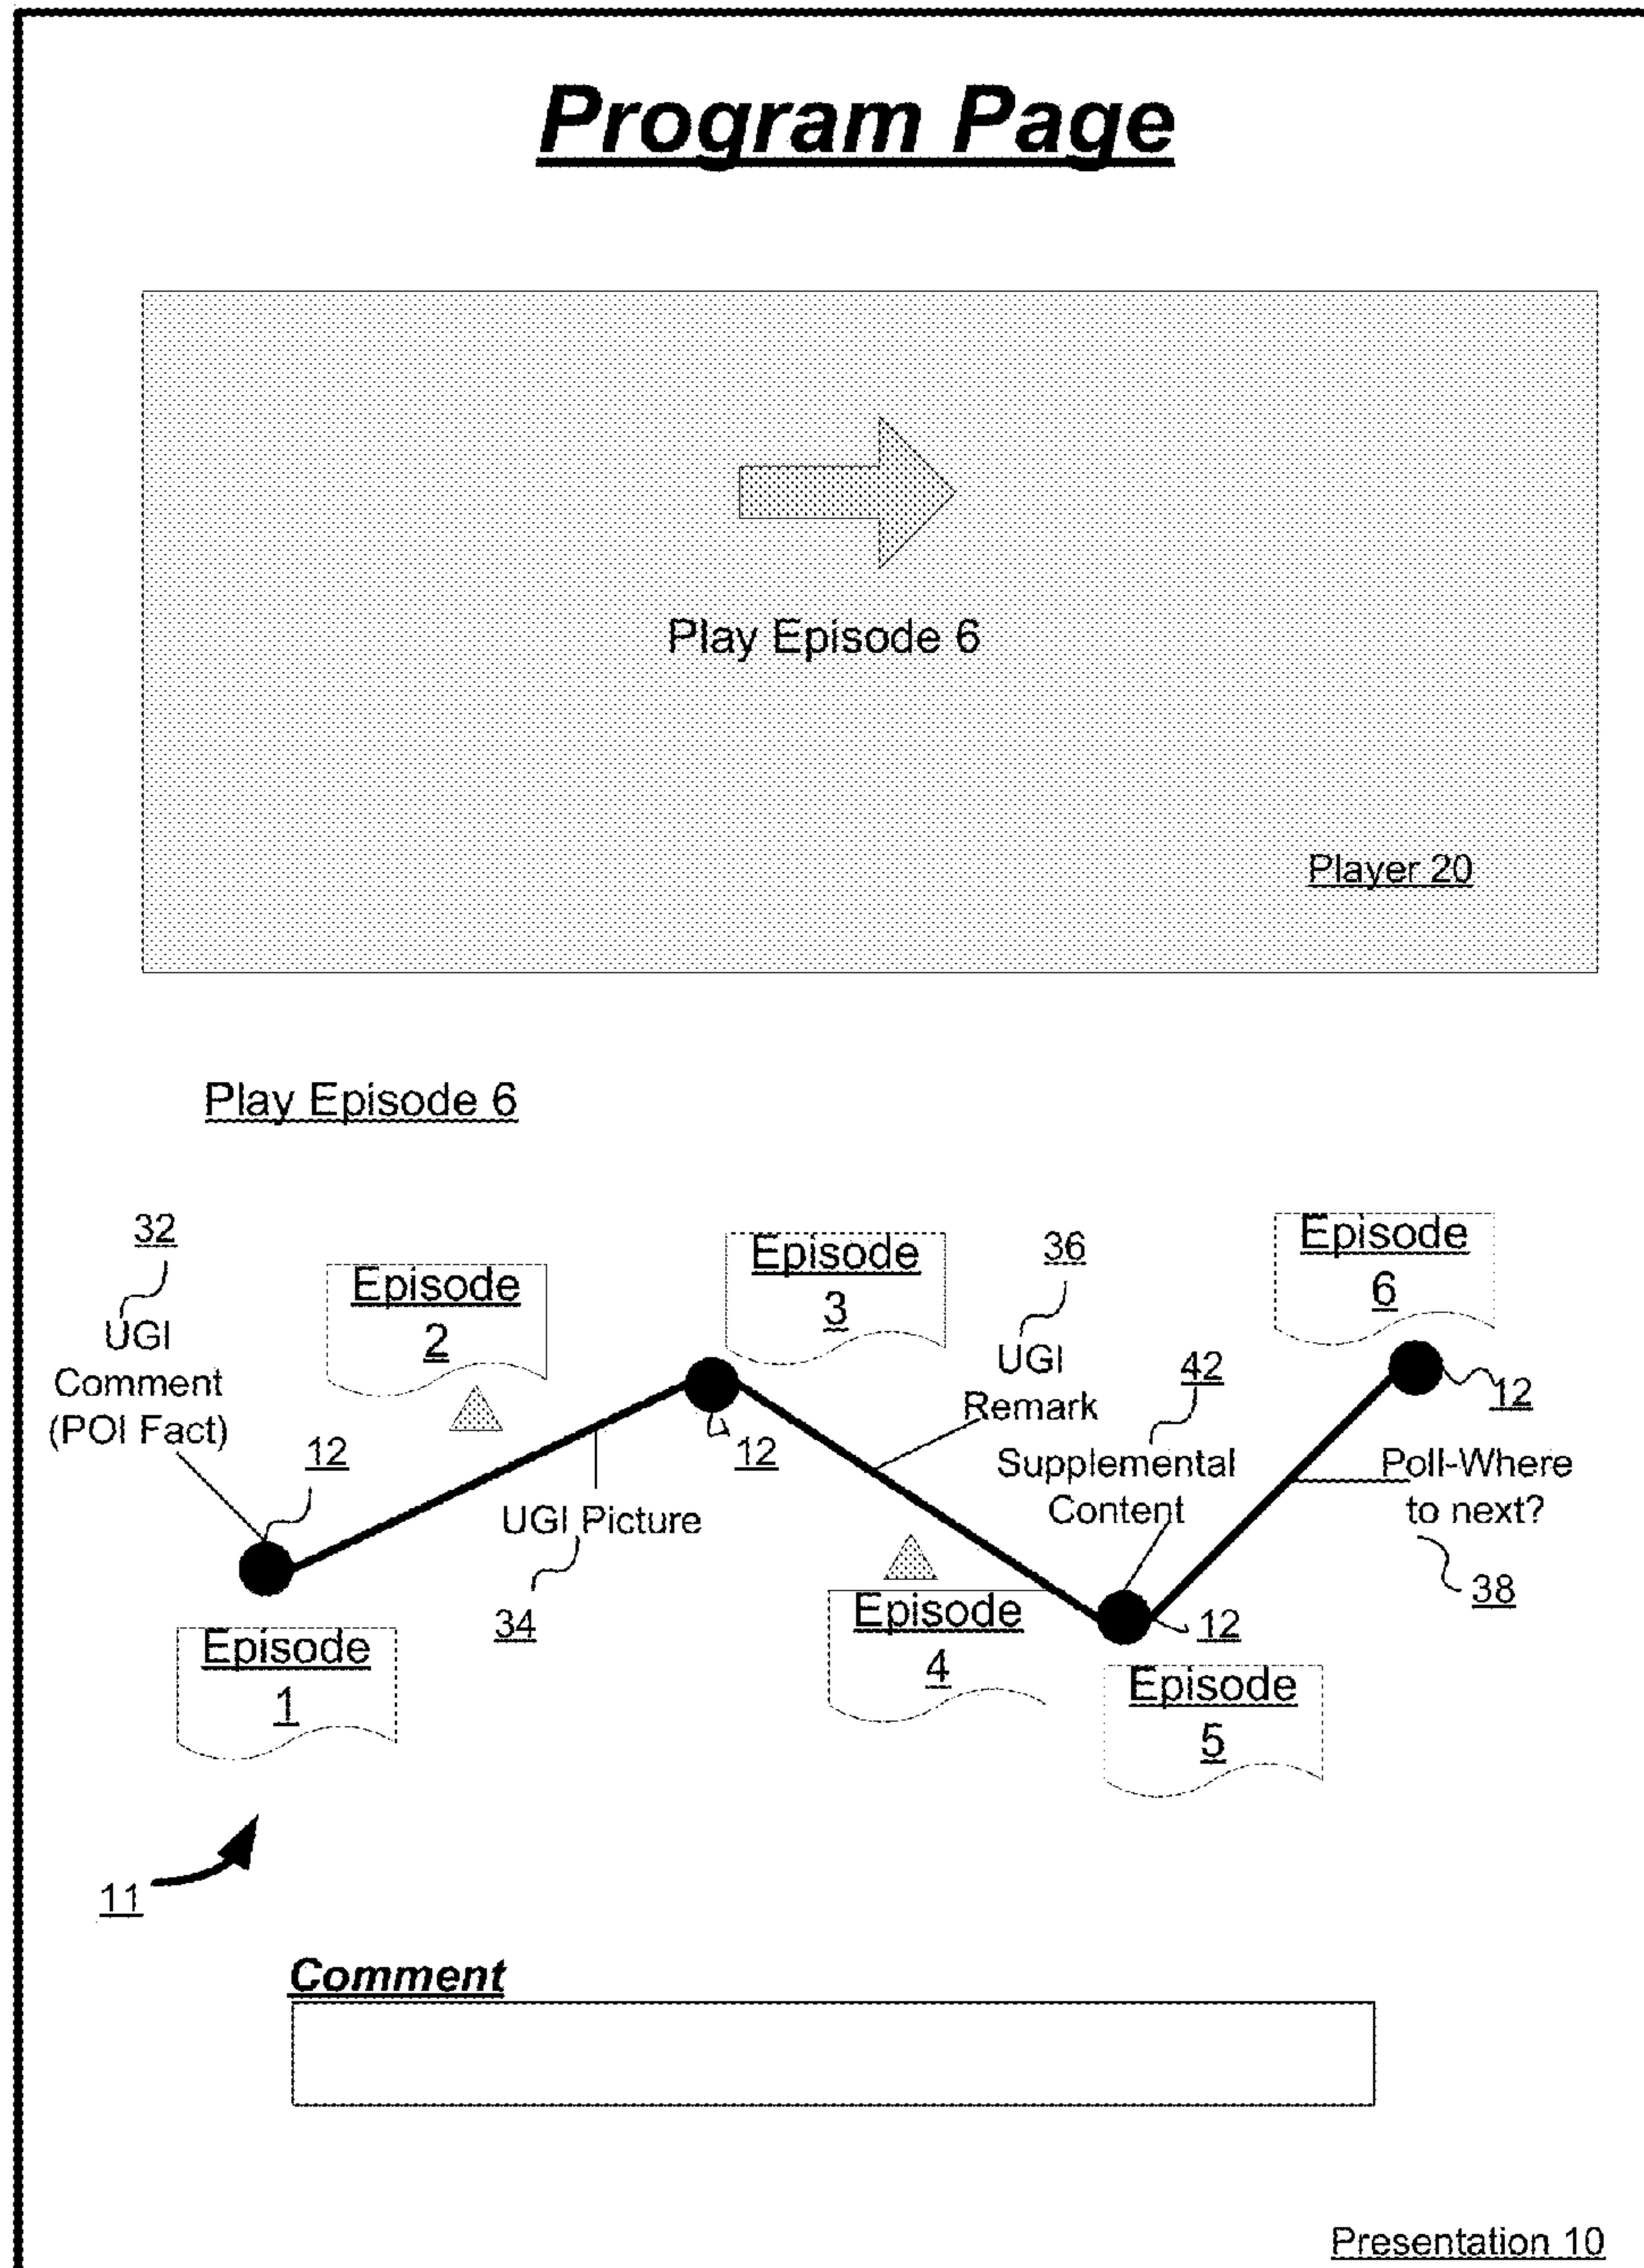 Program Page
Play Episode 6
Player 20
Play Episode 6
32
UGI
Comment
(POI Fact)
12
Episode
1
Episode
2
UGI Picture
34
Episode
3
12
36
UGI
Remark
42
Supplemental
Content
Episode
4
12
Episode
5
Episode
6
12
Poll-Where
to next?
38
11
Comment
Presentation 10